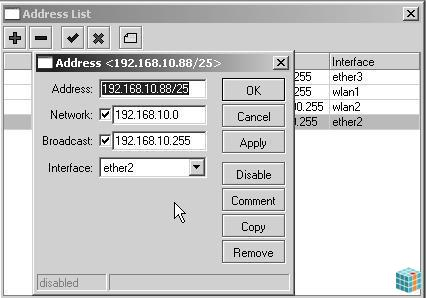 Address List
Interface
255 ether3
255 wlan1
00.255 wlan2
0.255 ether2
Address <192.168.10.88/25>
Address: 192.168.10.88/25
OK
Network: 192.168.10.0
Cancel
Broadcast: 192.168.10.255
Apply
Interface: ether2
Disable
Comment
Copy
Remove
disabled